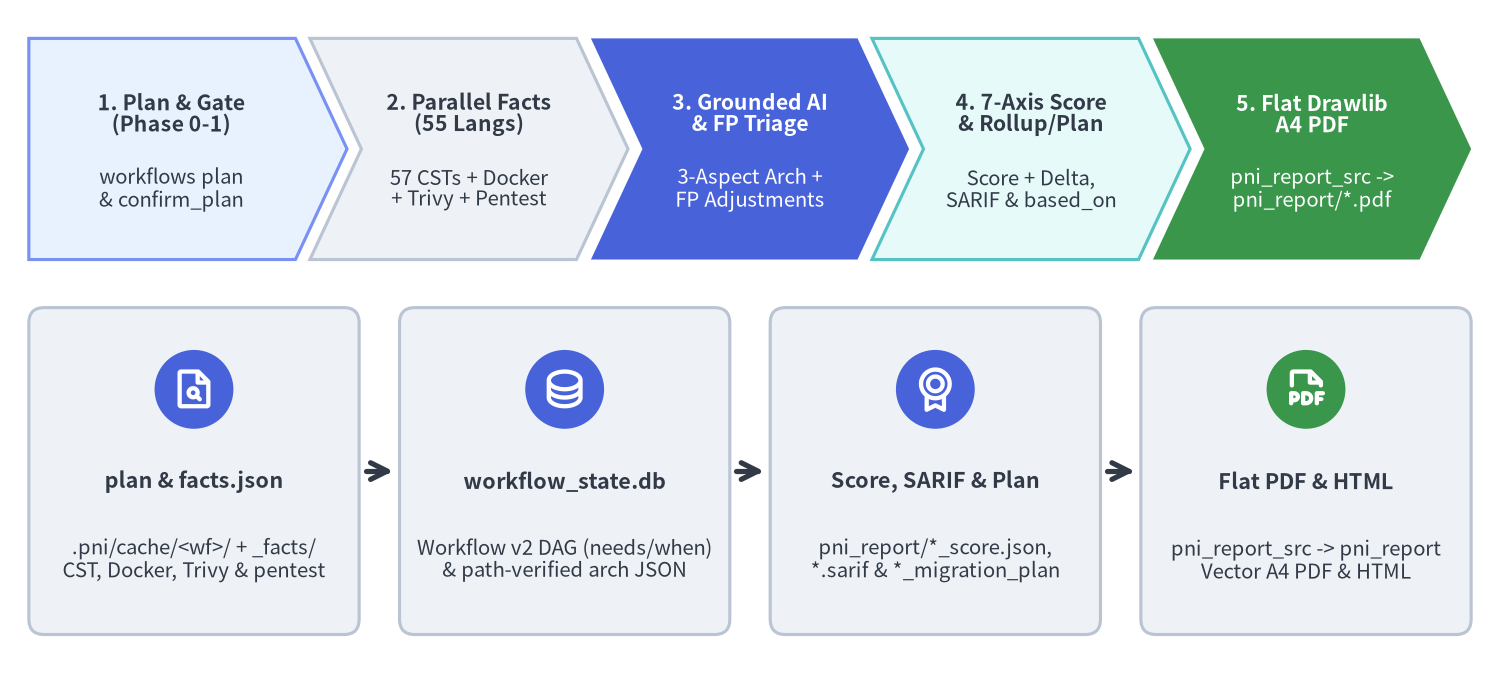 1. Plan & Gate
(Phase 0-1)
workflows plan
& confirm_plan
2. Parallel Facts
(55 Langs)
57 CSTs + Docker
+ Trivy + Pentest
3. Grounded AI
& FP Triage
3-Aspect Arch +
FP Adjustments
4. 7-Axis Score
& Rollup/Plan
Score + Delta,
SARIF & based_on
5. Flat Drawlib
A4 PDF
pni_report_src ->
pni_report/*.pdf
plan & facts.json
.pni/cache/<wf>/ + _facts/
CST, Docker, Trivy & pentest
workflow_state.db
Workflow v2 DAG (needs/when)
& path-verified arch JSON
Score, SARIF & Plan
pni_report/*_score.json,
*.sarif & *_migration_plan
PDF
Flat PDF & HTML
pni_report_src -> pni_report
Vector A4 PDF & HTML